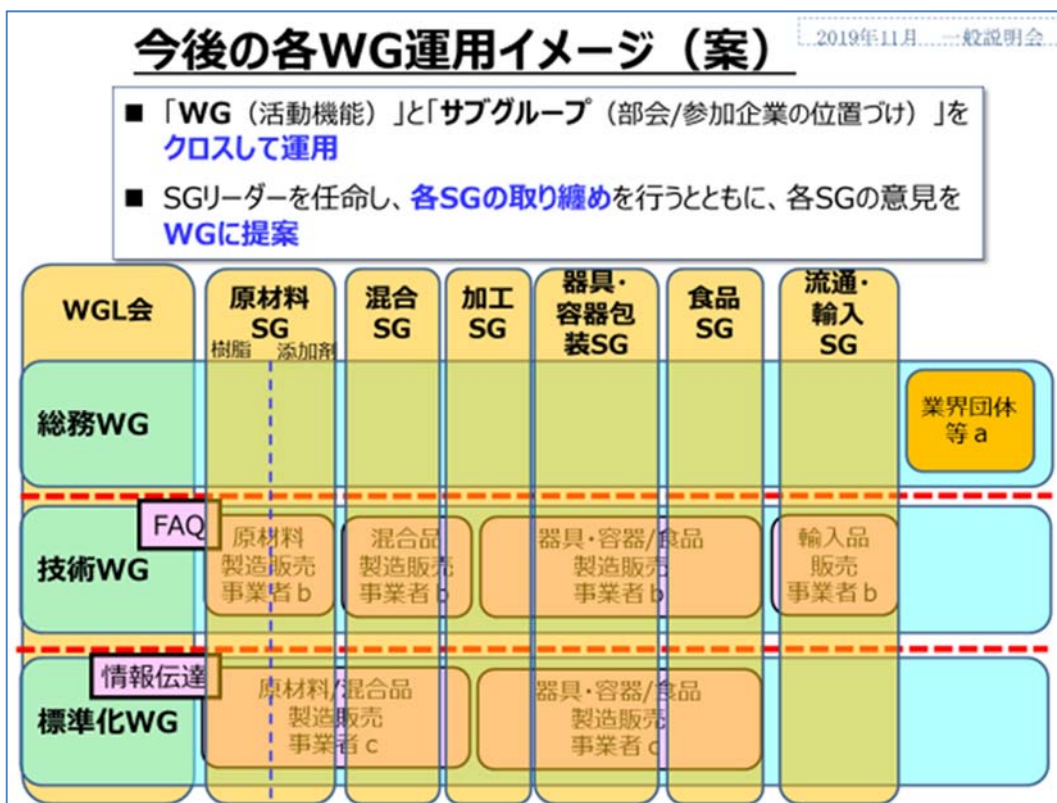 2019年11月　一般説明会
今後の各WG運用イメージ（案）
■ 「WG（活動機能）」と「サブグループ（部会/参加企業の位置づけ）」を
クロスして運用
■ SGリーダーを任命し、各SGの取り纏めを行うとともに、各SGの意見を
WGに提案
WGL会
原材料
SG
樹脂 添加剤
混合
SG
加工
SG
器具・
容器包
装SG
食品
SG
流通・
輸入
SG
総務WG
業界団体
等 a
FAQ
技術WG
原材料
製造販売
事業者 b
混合品
製造販売
事業者 b
器具・容器/食品
製造販売
事業者 b
輸入品
販売
事業者 b
情報伝達
標準化WG
原材料/混合品
製造販売
事業者 c
器具・容器/食品
製造販売
事業者 c